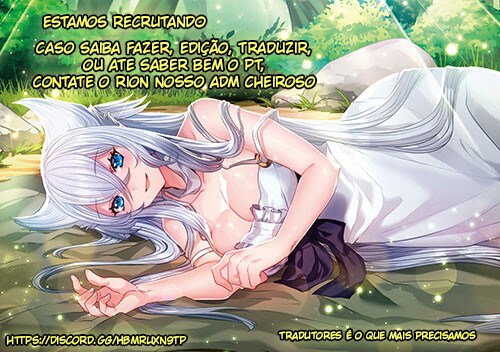 ESTAMOS RECRUTANDO
CASO SAIBA FAZER, EDIÇÃO, TRADUZIR,
OU ATE SABER BEM O PT,
CONTATE O RION NOSSO ADM CHEIROSO
HTTPS://DISCORD.GG/HBMRUXN9TP
TRADUTORES É O QUE MAIS PRECISAMOS